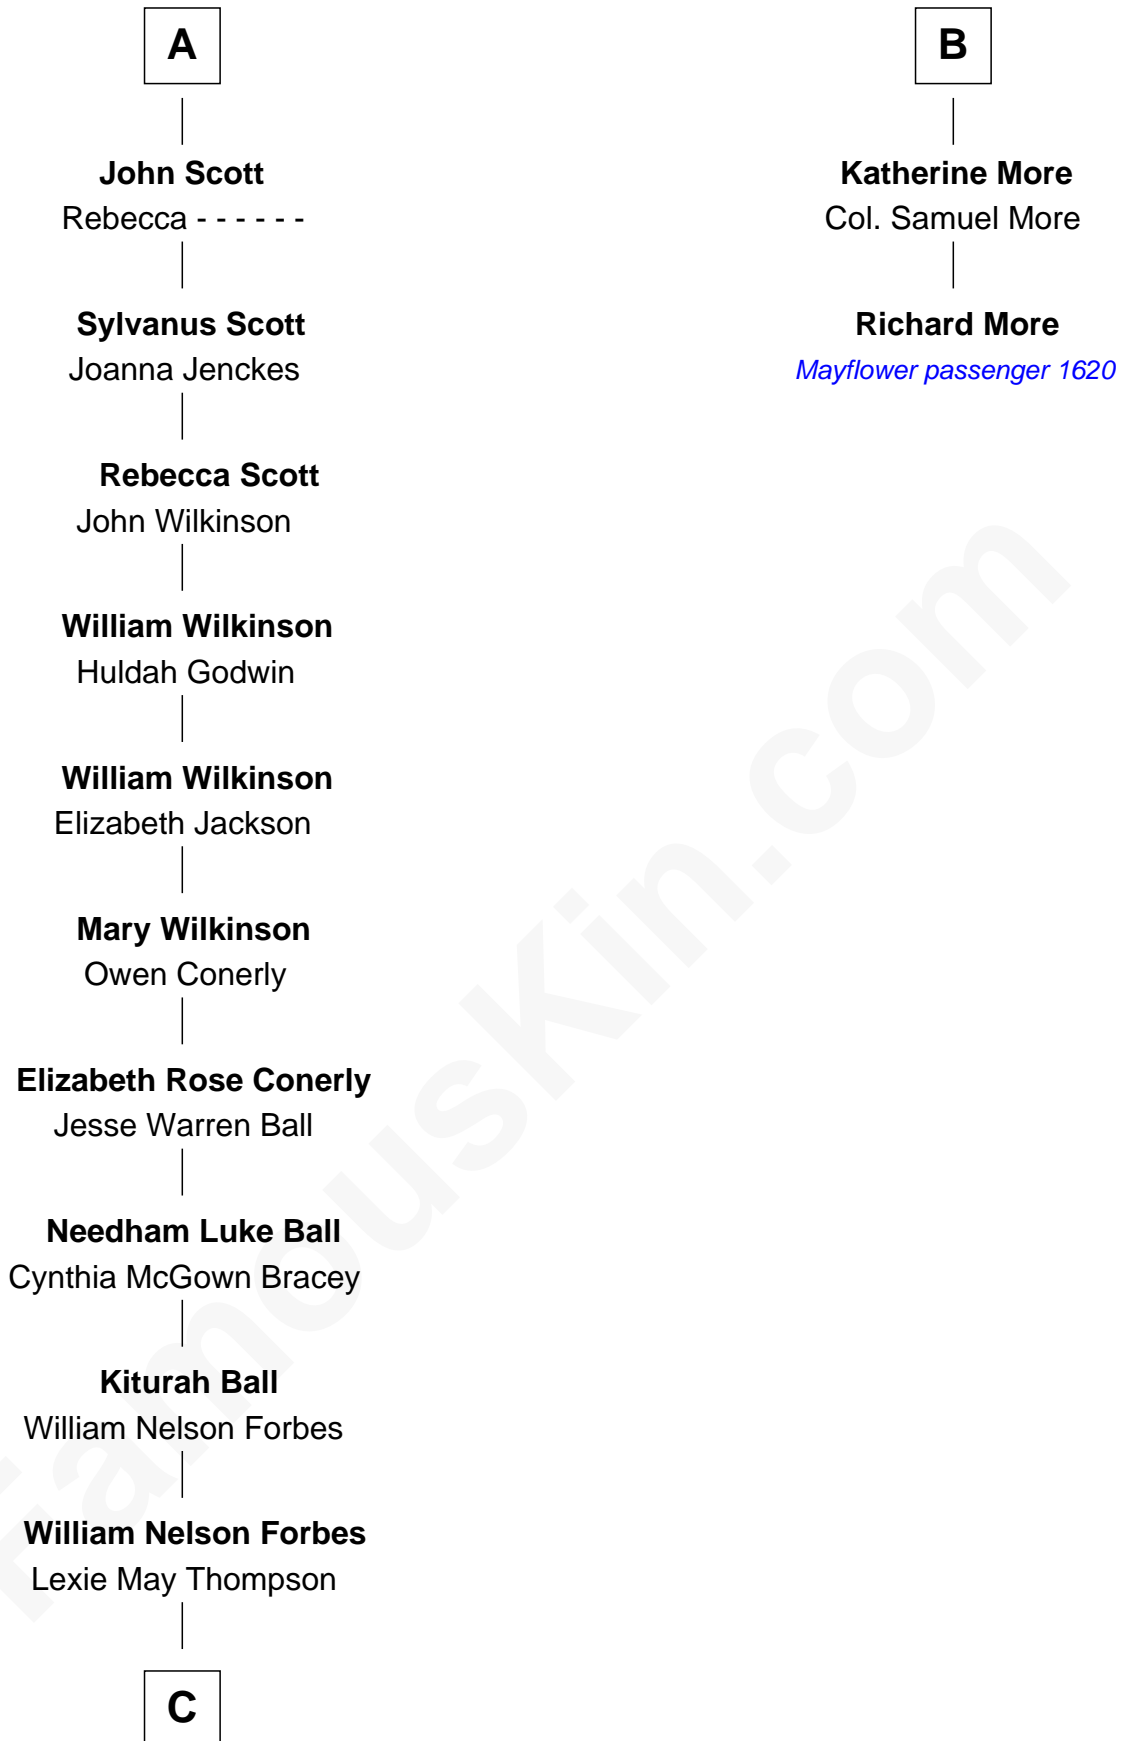 A
John Scott
Rebecca - - - - - -
Sylvanus Scott
Joanna Jenckes
Rebecca Scott
John Wilkinson
William Wilkinson
Huldah Godwin
William Wilkinson
Elizabeth Jackson
Mary Wilkinson
Owen Conerly
Elizabeth Rose Conerly
Jesse Warren Ball
Needham Luke Ball
Cynthia McGown Bracey
Kiturah Ball
William Nelson Forbes
William Nelson Forbes
Lexie May Thompson
C
B
Katherine More
Col. Samuel More
Richard More
Mayflower passenger 1620
FamousKin.com